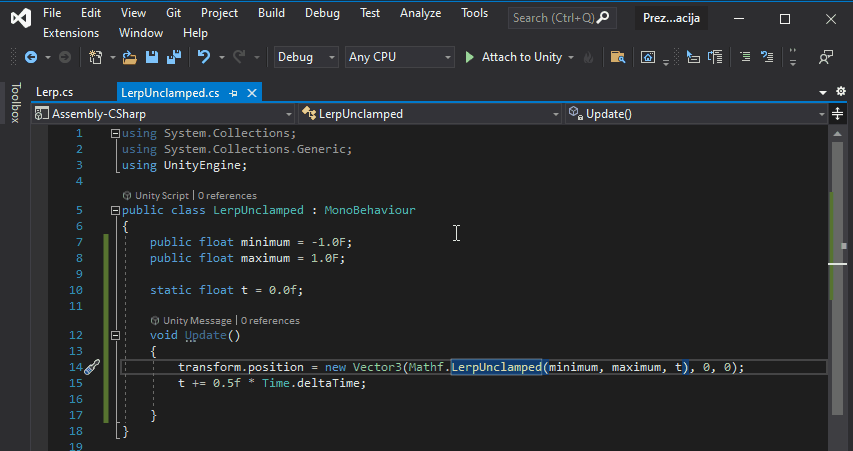 File Edit View Git Project Build Debug Test Analyze Tools Search (Ctrl+Q) Prez...acija
Extensions Window Help
Debug Any CPU Attach to Unity
Toolbox
Lerp.cs LerpUnclamped.cs
Assembly-CSharp LerpUnclamped Update()
1 using System.Collections;
2 using System.Collections.Generic;
3 using UnityEngine;
4
Unity Script | 0 references
5 public class LerpUnclamped : MonoBehaviour
6 {
7 public float minimum = -1.0F;
8 public float maximum = 1.0F;
9
10 static float t = 0.0f;
11
Unity Message | 0 references
12 void Update()
13 {
14 transform.position = new Vector3(Mathf.LerpUnclamped(minimum, maximum, t), 0, 0);
15 t += 0.5f * Time.deltaTime;
16
17 }
18 }
19